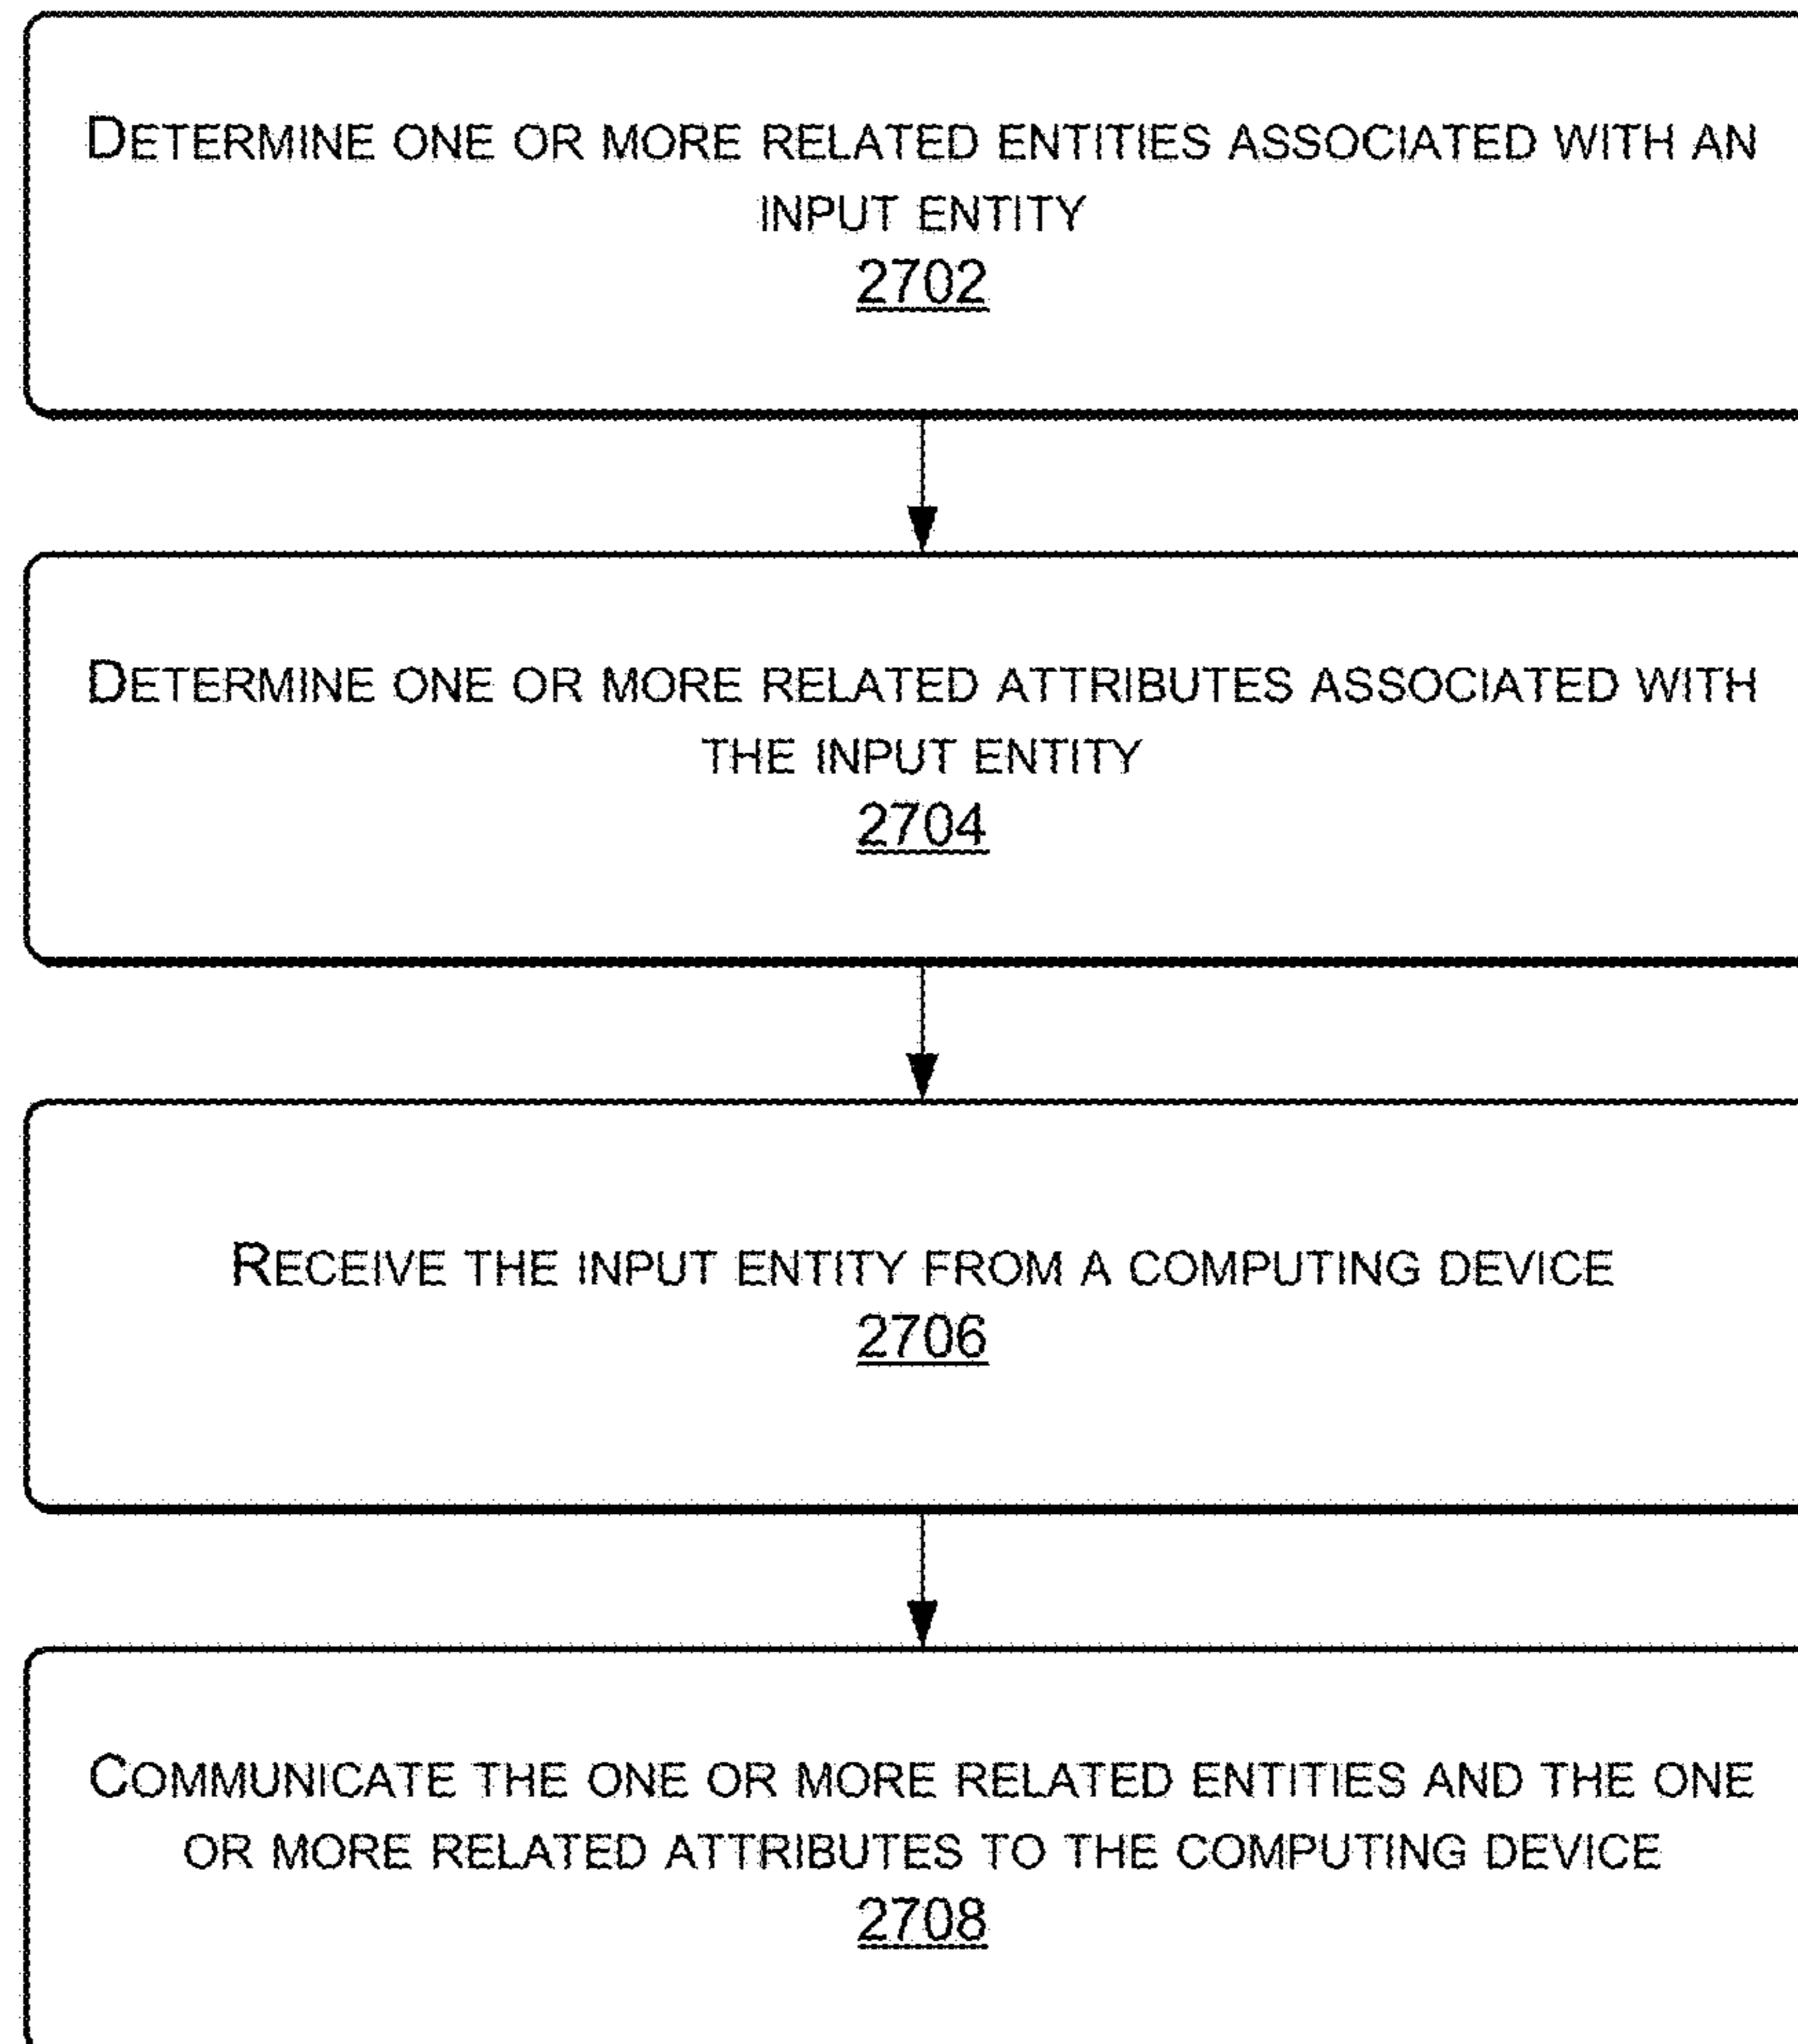 DETERMINE ONE OR MORE RELATED ENTITIES ASSOCIATED WITH AN
INPUT ENTITY
2702
DETERMINE ONE OR MORE RELATED ATTRIBUTES ASSOCIATED WITH
THE INPUT ENTITY
2704
RECEIVE THE INPUT ENTITY FROM A COMPUTING DEVICE
2706
COMMUNICATE THE ONE OR MORE RELATED ENTITIES AND THE ONE
OR MORE RELATED ATTRIBUTES TO THE COMPUTING DEVICE
2708